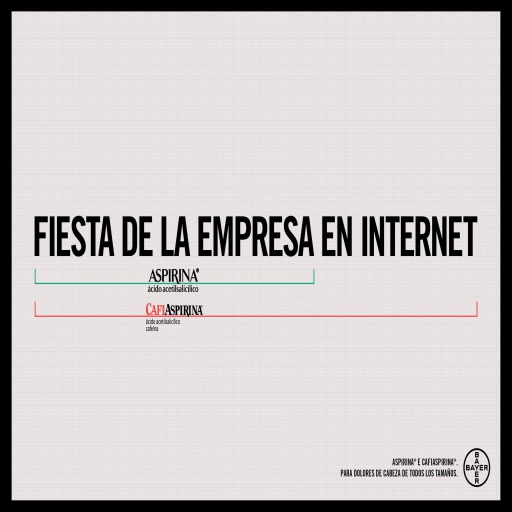 FIESTA DE LA EMPRESA EN INTERNET
ASPIRINA®
ácido acetilsalicílico
CAFIASPIRINA®
ácido acetilsalicílico
cafeína
ASPIRINA® E CAFIASPIRINA®.
PARA DOLORES DE CABEZA DE TODOS LOS TAMAÑOS.
BAYER
BAYER